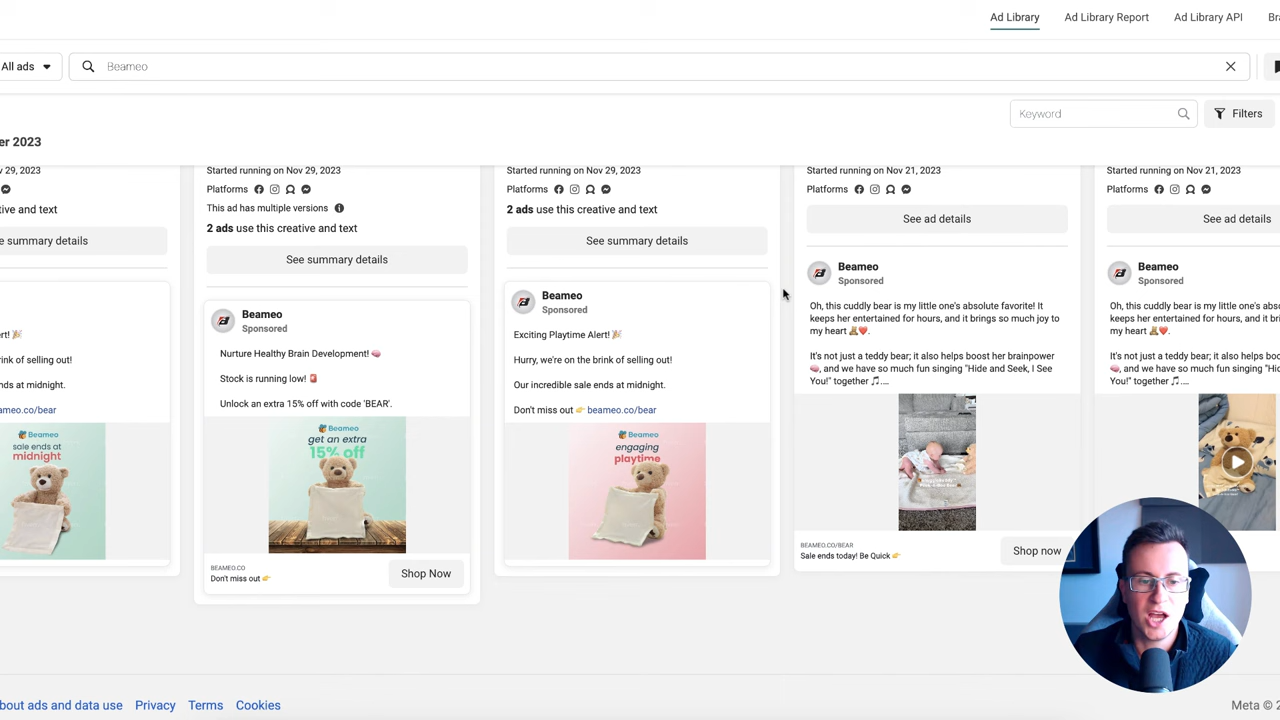 Ad Library
Ad Library Report
Ad Library API
All ads
Beameo
Keyword
Filters
er 2023
v 29, 2023
eative and text
e summary details
ert! 🎉
rink of selling out!
nds at midnight.
ameo.co/bear
Beameo
sale ends at
midnight
Started running on Nov 29, 2023
Platforms
This ad has multiple versions
2 ads use this creative and text
See summary details
Beameo
Sponsored
Nurture Healthy Brain Development! 🧠
Stock is running low! 🚨
Unlock an extra 15% off with code 'BEAR'.
Beameo
get an extra
15% off
BEAMEO.CO
Don't miss out 👉
Shop Now
Started running on Nov 29, 2023
Platforms
2 ads use this creative and text
See summary details
Beameo
Sponsored
Exciting Playtime Alert! 🎉
Hurry, we're on the brink of selling out!
Our incredible sale ends at midnight.
Don't miss out 👉 beameo.co/bear
Beameo
engaging
playtime
Started running on Nov 21, 2023
Platforms
See ad details
Beameo
Sponsored
Oh, this cuddly bear is my little one's absolute favorite! It
keeps her entertained for hours, and it brings so much joy to
my heart 🧸❤️.
It's not just a teddy bear; it also helps boost her brainpower
🧠, and we have so much fun singing "Hide and Seek, I See
You!" together 🎵....
BEAMEO.CO/BEAR
Sale ends today! Be Quick 👉
Shop now
Started running on Nov 21, 2023
Platforms
See ad details
Beameo
Sponsored
Oh, this cuddly bear is my little one's abso
keeps her entertained for hours, and it bri
my heart 🧸❤️.
It's not just a teddy bear; it also helps boo
🧠, and we have so much fun singing "Hid
You!" together 🎵....
bout ads and data use
Privacy
Terms
Cookies
Meta © 2